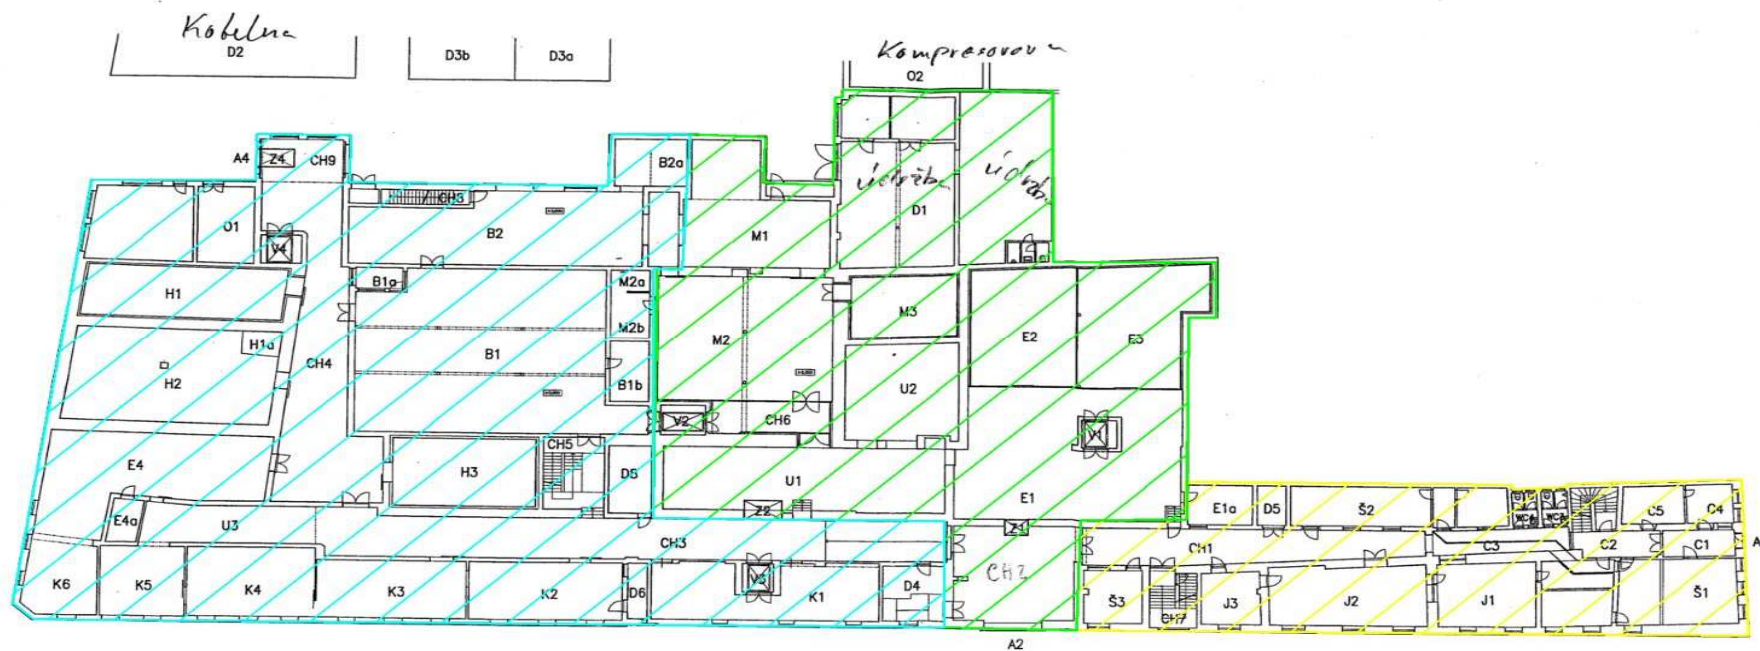 Kotelna
D2
D3b
D3a
Kompresorovna
O2
A4
Z4
CH9
B2a
Údržba
Údržba
O1
V4
CH3
B2
M1
D1
H1
B1a
M2a
M3
H1a
M2b
H2
CH4
B1
M2
E2
E3
B1b
U2
V2
CH6
V1
E4
H3
CH5
D5
U1
E1
E4a
U3
Z2
Z1
E1a
D5
Š2
WC
WC
C5
C4
CH3
CH2
CH1
C3
C2
C1
A
K6
K5
K4
K3
K2
D6
V3
K1
D4
Š3
CH7
J3
J2
J1
Š1
A2